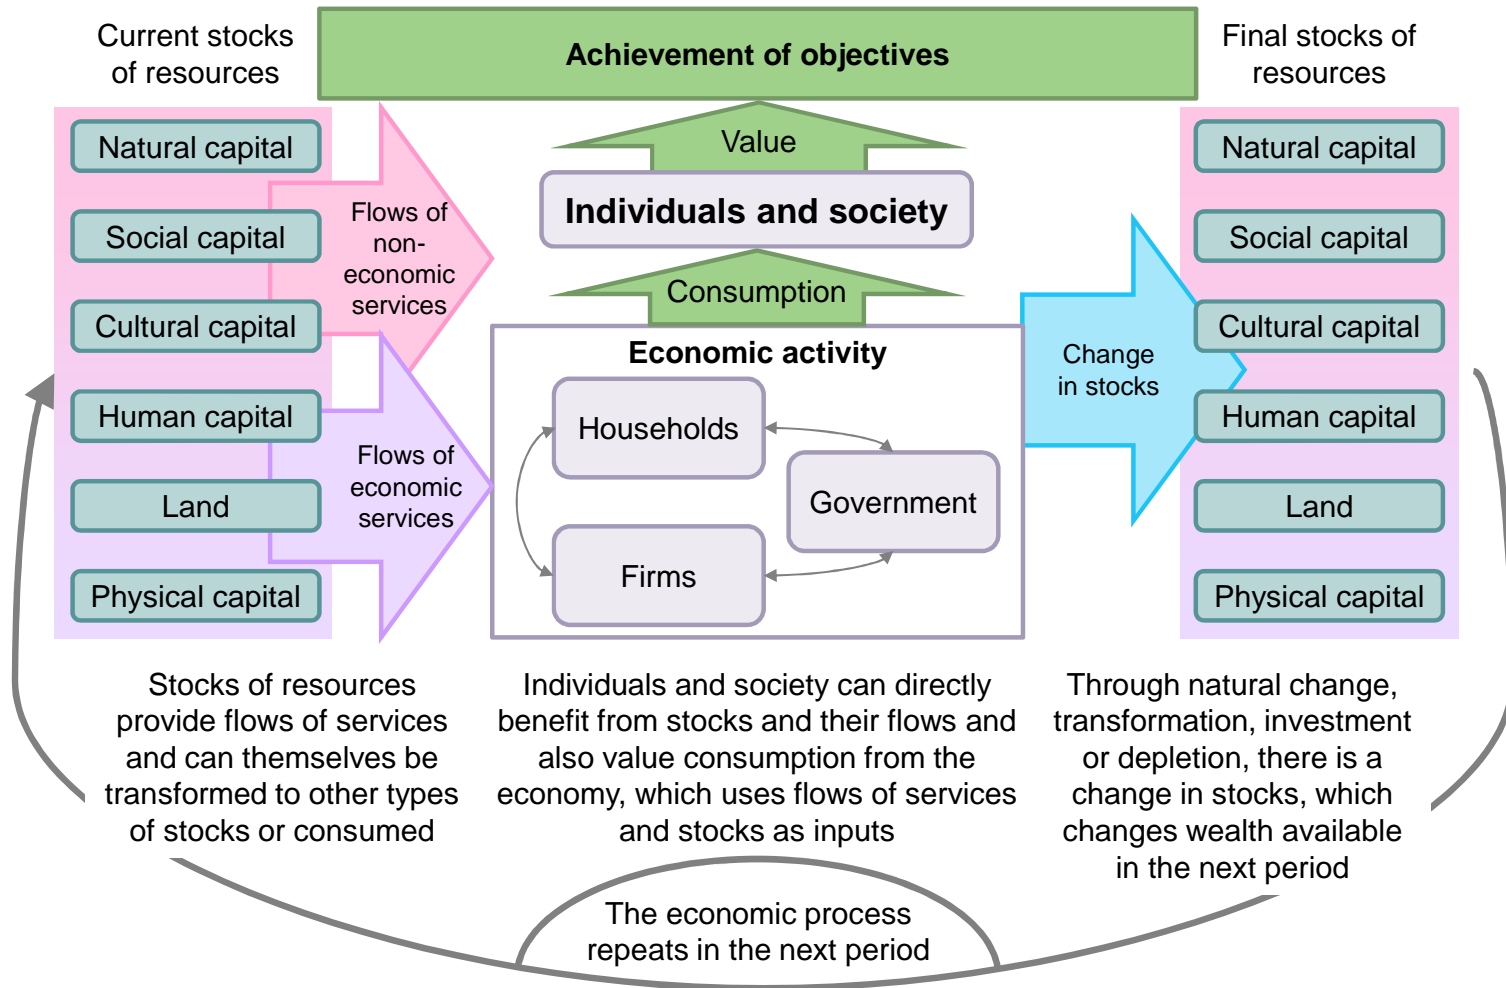 Current stocks
of resources
Achievement of objectives
Final stocks of
resources
Natural capital
Social capital
Cultural capital
Human capital
Land
Physical capital
Flows of
non-
economic
services
Flows of
economic
services
Value
Individuals and society
Consumption
Economic activity
Households
Government
Firms
Change
in stocks
Natural capital
Social capital
Cultural capital
Human capital
Land
Physical capital
Stocks of resources
provide flows of services
and can themselves be
transformed to other types
of stocks or consumed
Individuals and society can directly
benefit from stocks and their flows and
also value consumption from the
economy, which uses flows of services
and stocks as inputs
Through natural change,
transformation, investment
or depletion, there is a
change in stocks, which
changes wealth available
in the next period
The economic process
repeats in the next period